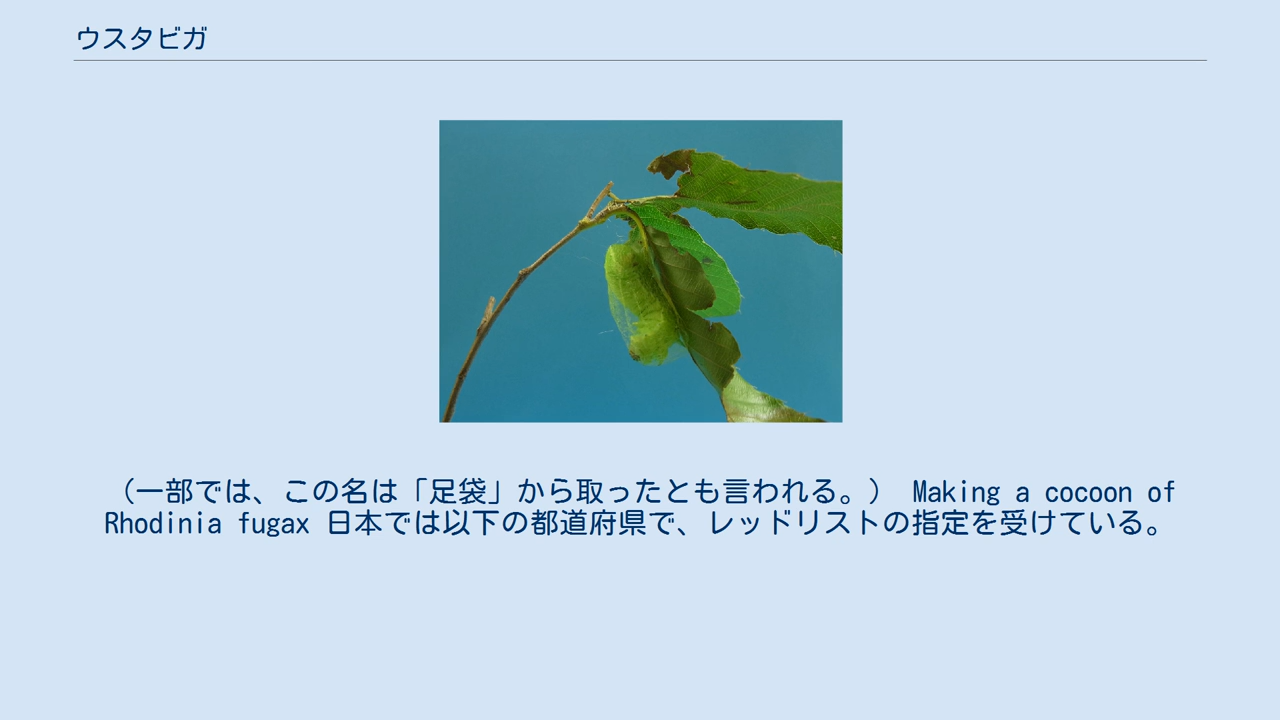 ウスタビガ
（一部では、この名は「足袋」から取ったとも言われる。） Making a cocoon of
Rhodinia fugax 日本では以下の都道府県で、レッドリストの指定を受けている。